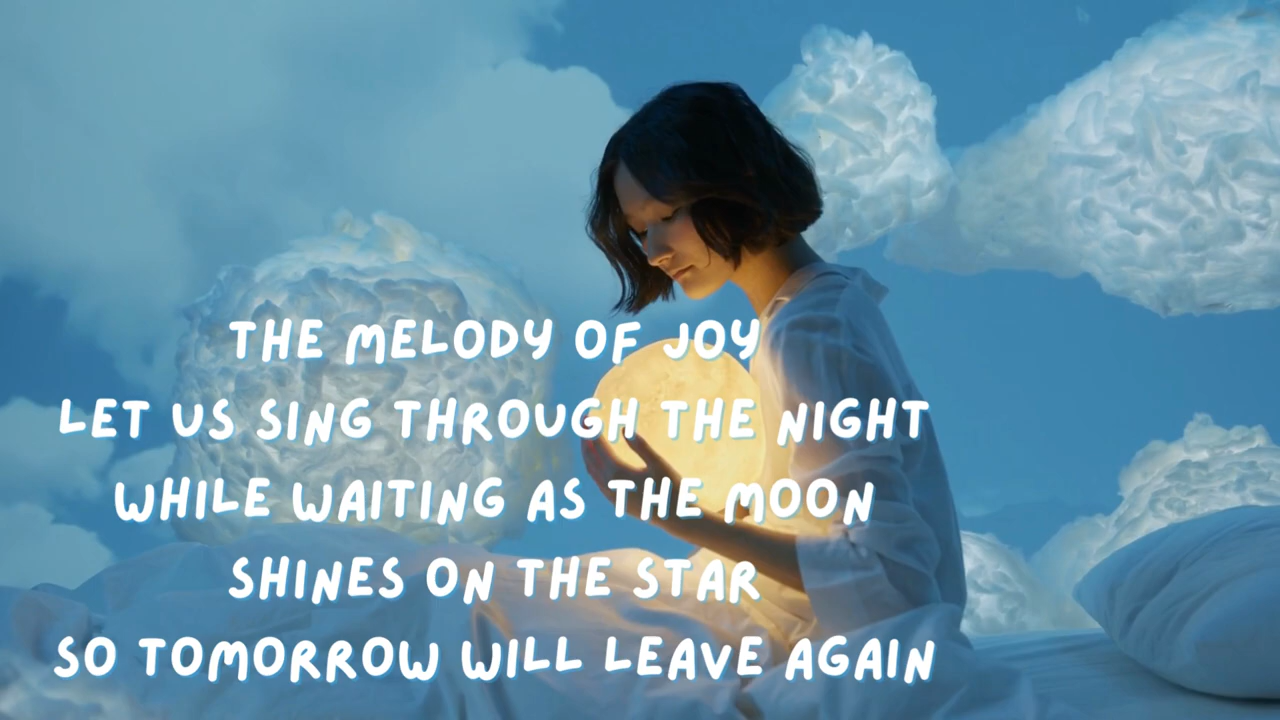 THE MELODY OF JOY
LET US SING THROUGH THE NIGHT
WHILE WAITING AS THE MOON
SHINES ON THE STAR
SO TOMORROW WILL LEAVE AGAIN